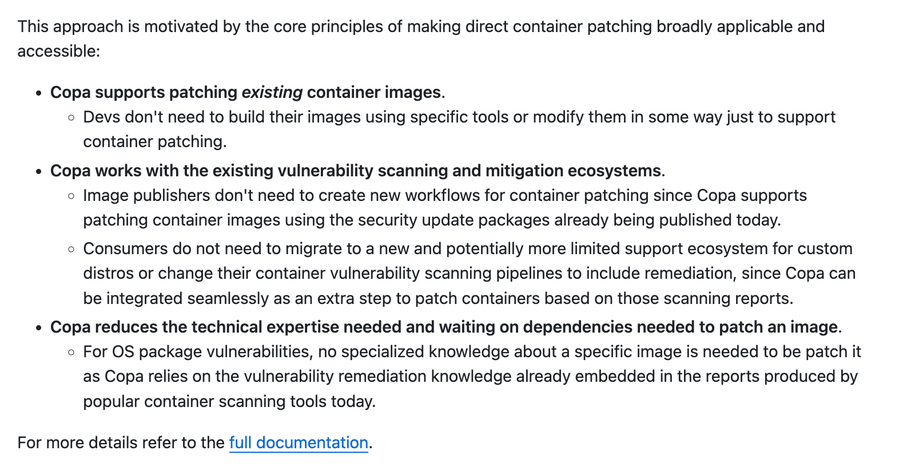 This approach is motivated by the core principles of making direct container patching broadly applicable and
accessible:
• Copa supports patching existing container images.
◦ Devs don't need to build their images using specific tools or modify them in some way just to support
container patching.
• Copa works with the existing vulnerability scanning and mitigation ecosystems.
◦ Image publishers don't need to create new workflows for container patching since Copa supports
patching container images using the security update packages already being published today.
◦ Consumers do not need to migrate to a new and potentially more limited support ecosystem for custom
distros or change their container vulnerability scanning pipelines to include remediation, since Copa can
be integrated seamlessly as an extra step to patch containers based on those scanning reports.
• Copa reduces the technical expertise needed and waiting on dependencies needed to patch an image.
◦ For OS package vulnerabilities, no specialized knowledge about a specific image is needed to be patch it
as Copa relies on the vulnerability remediation knowledge already embedded in the reports produced by
popular container scanning tools today.
For more details refer to the full documentation.